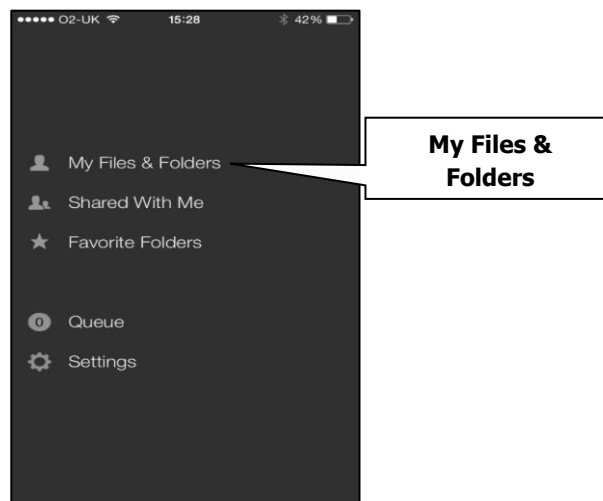 O2-UK 15:28 42%
My Files & Folders
Shared With Me
Favorite Folders
0 Queue
Settings
My Files &
Folders